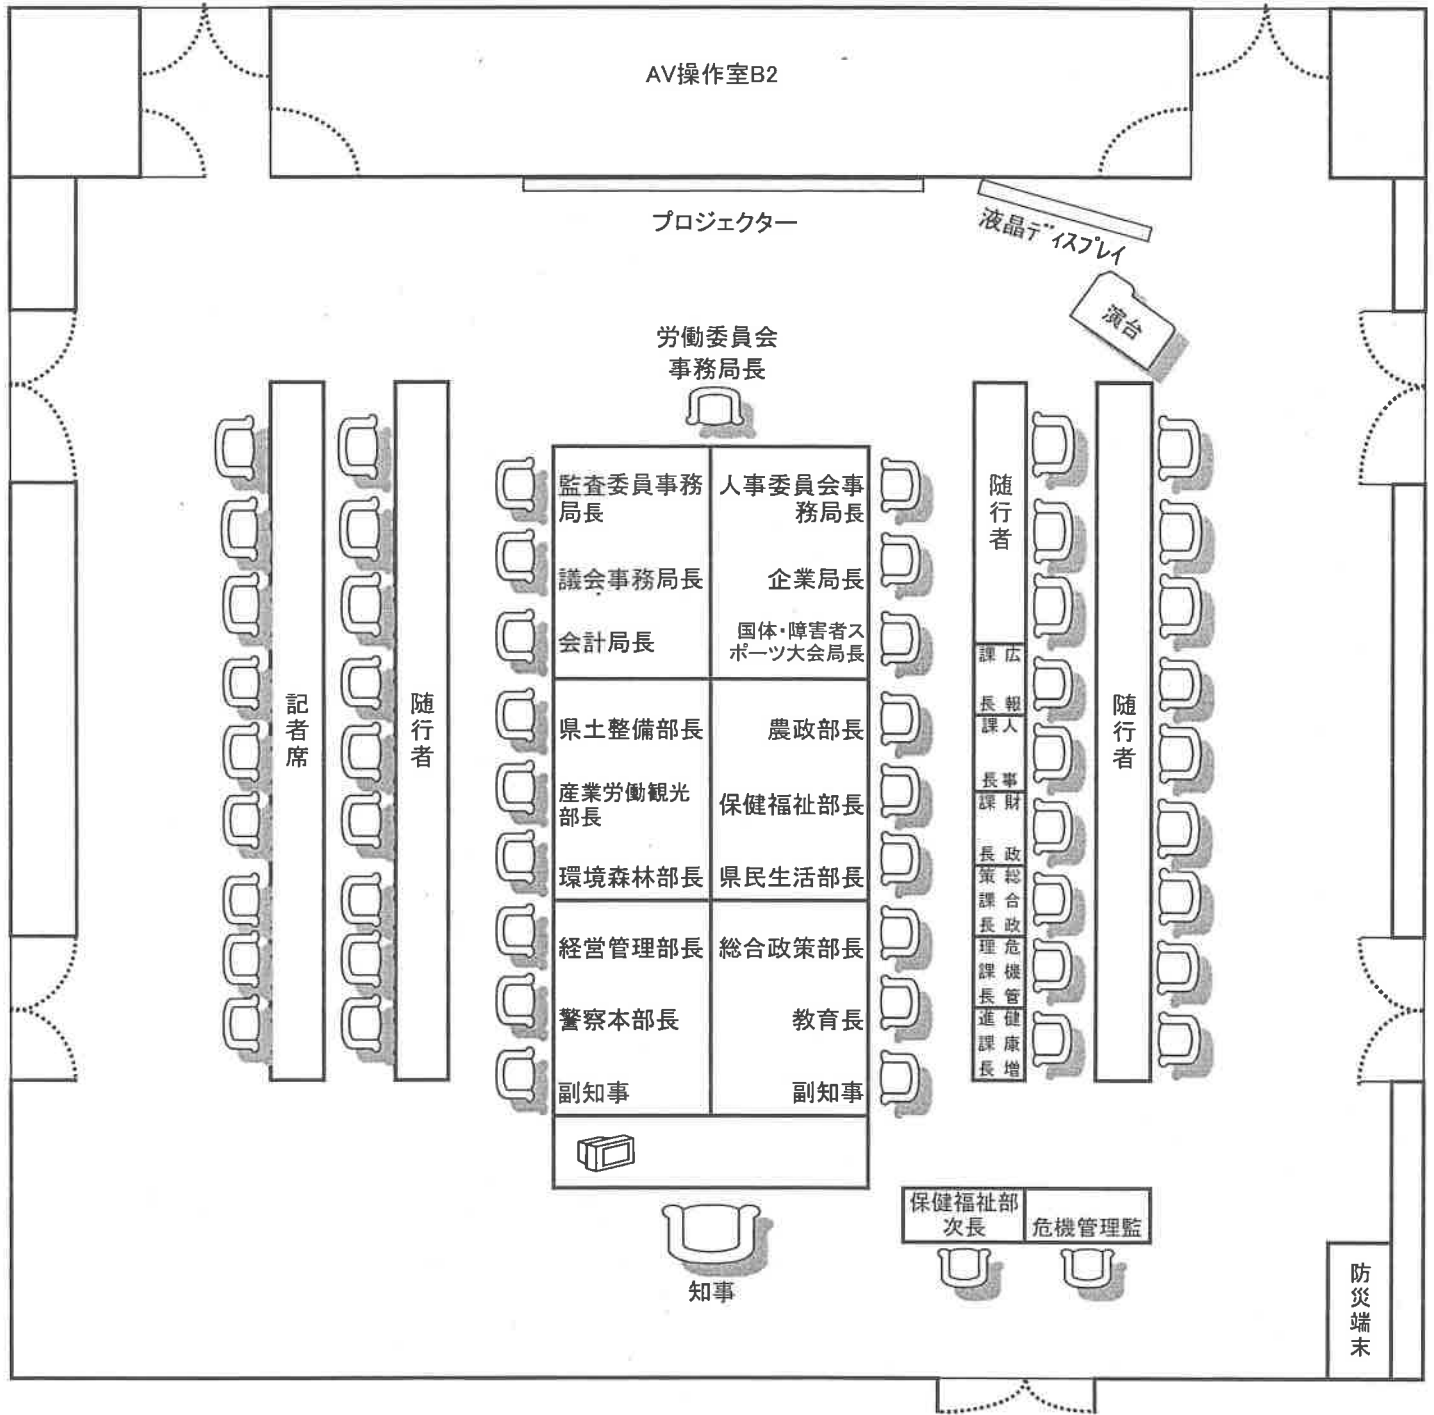 AV操作室B2
プロジェクター
液晶ディスプレイ
演台
労働委員会
事務局長
監査委員事務
局長
人事委員会事
務局長
議会事務局長
企業局長
会計局長
国体・障害者ス
ポーツ大会局長
県土整備部長
農政部長
産業労働観光
部長
保健福祉部長
環境森林部長
県民生活部長
経営管理部長
総合政策部長
警察本部長
教育長
副知事
副知事
知事
記者席
随行者
随行者
広報
課長
人事
課長
財政
課長
総合政
策課長
危機管
理課長
健康増
進課長
随行者
保健福祉部
次長
危機管理監
防災端末